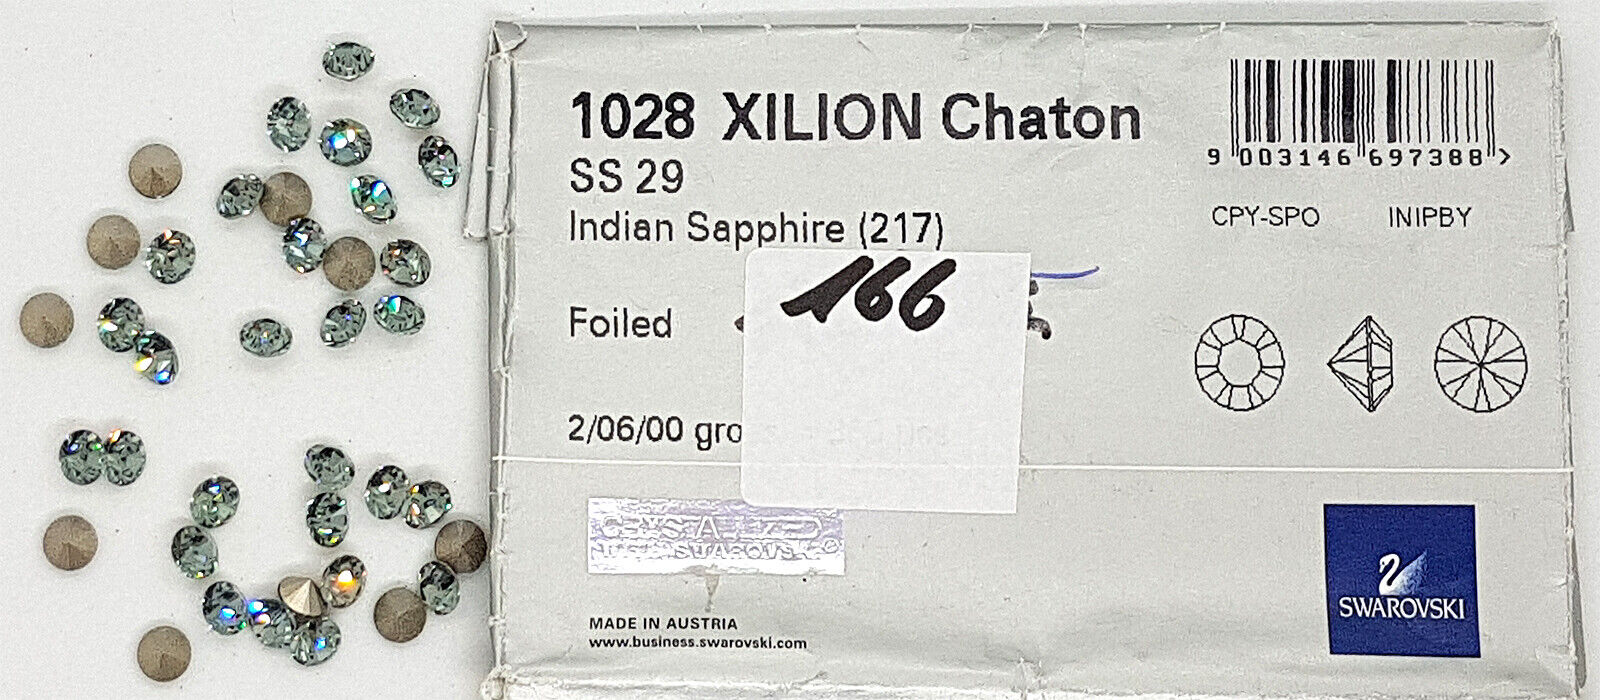 1028 XILION Chaton
SS 29
Indian Sapphire (217)
166
Foiled
2/06/00 gro
9 003146 697388 >
CPY-SPO INIPBY
CRYSTALLIZED
SWAROVSKI
MADE IN AUSTRIA
www.business.swarovski.com